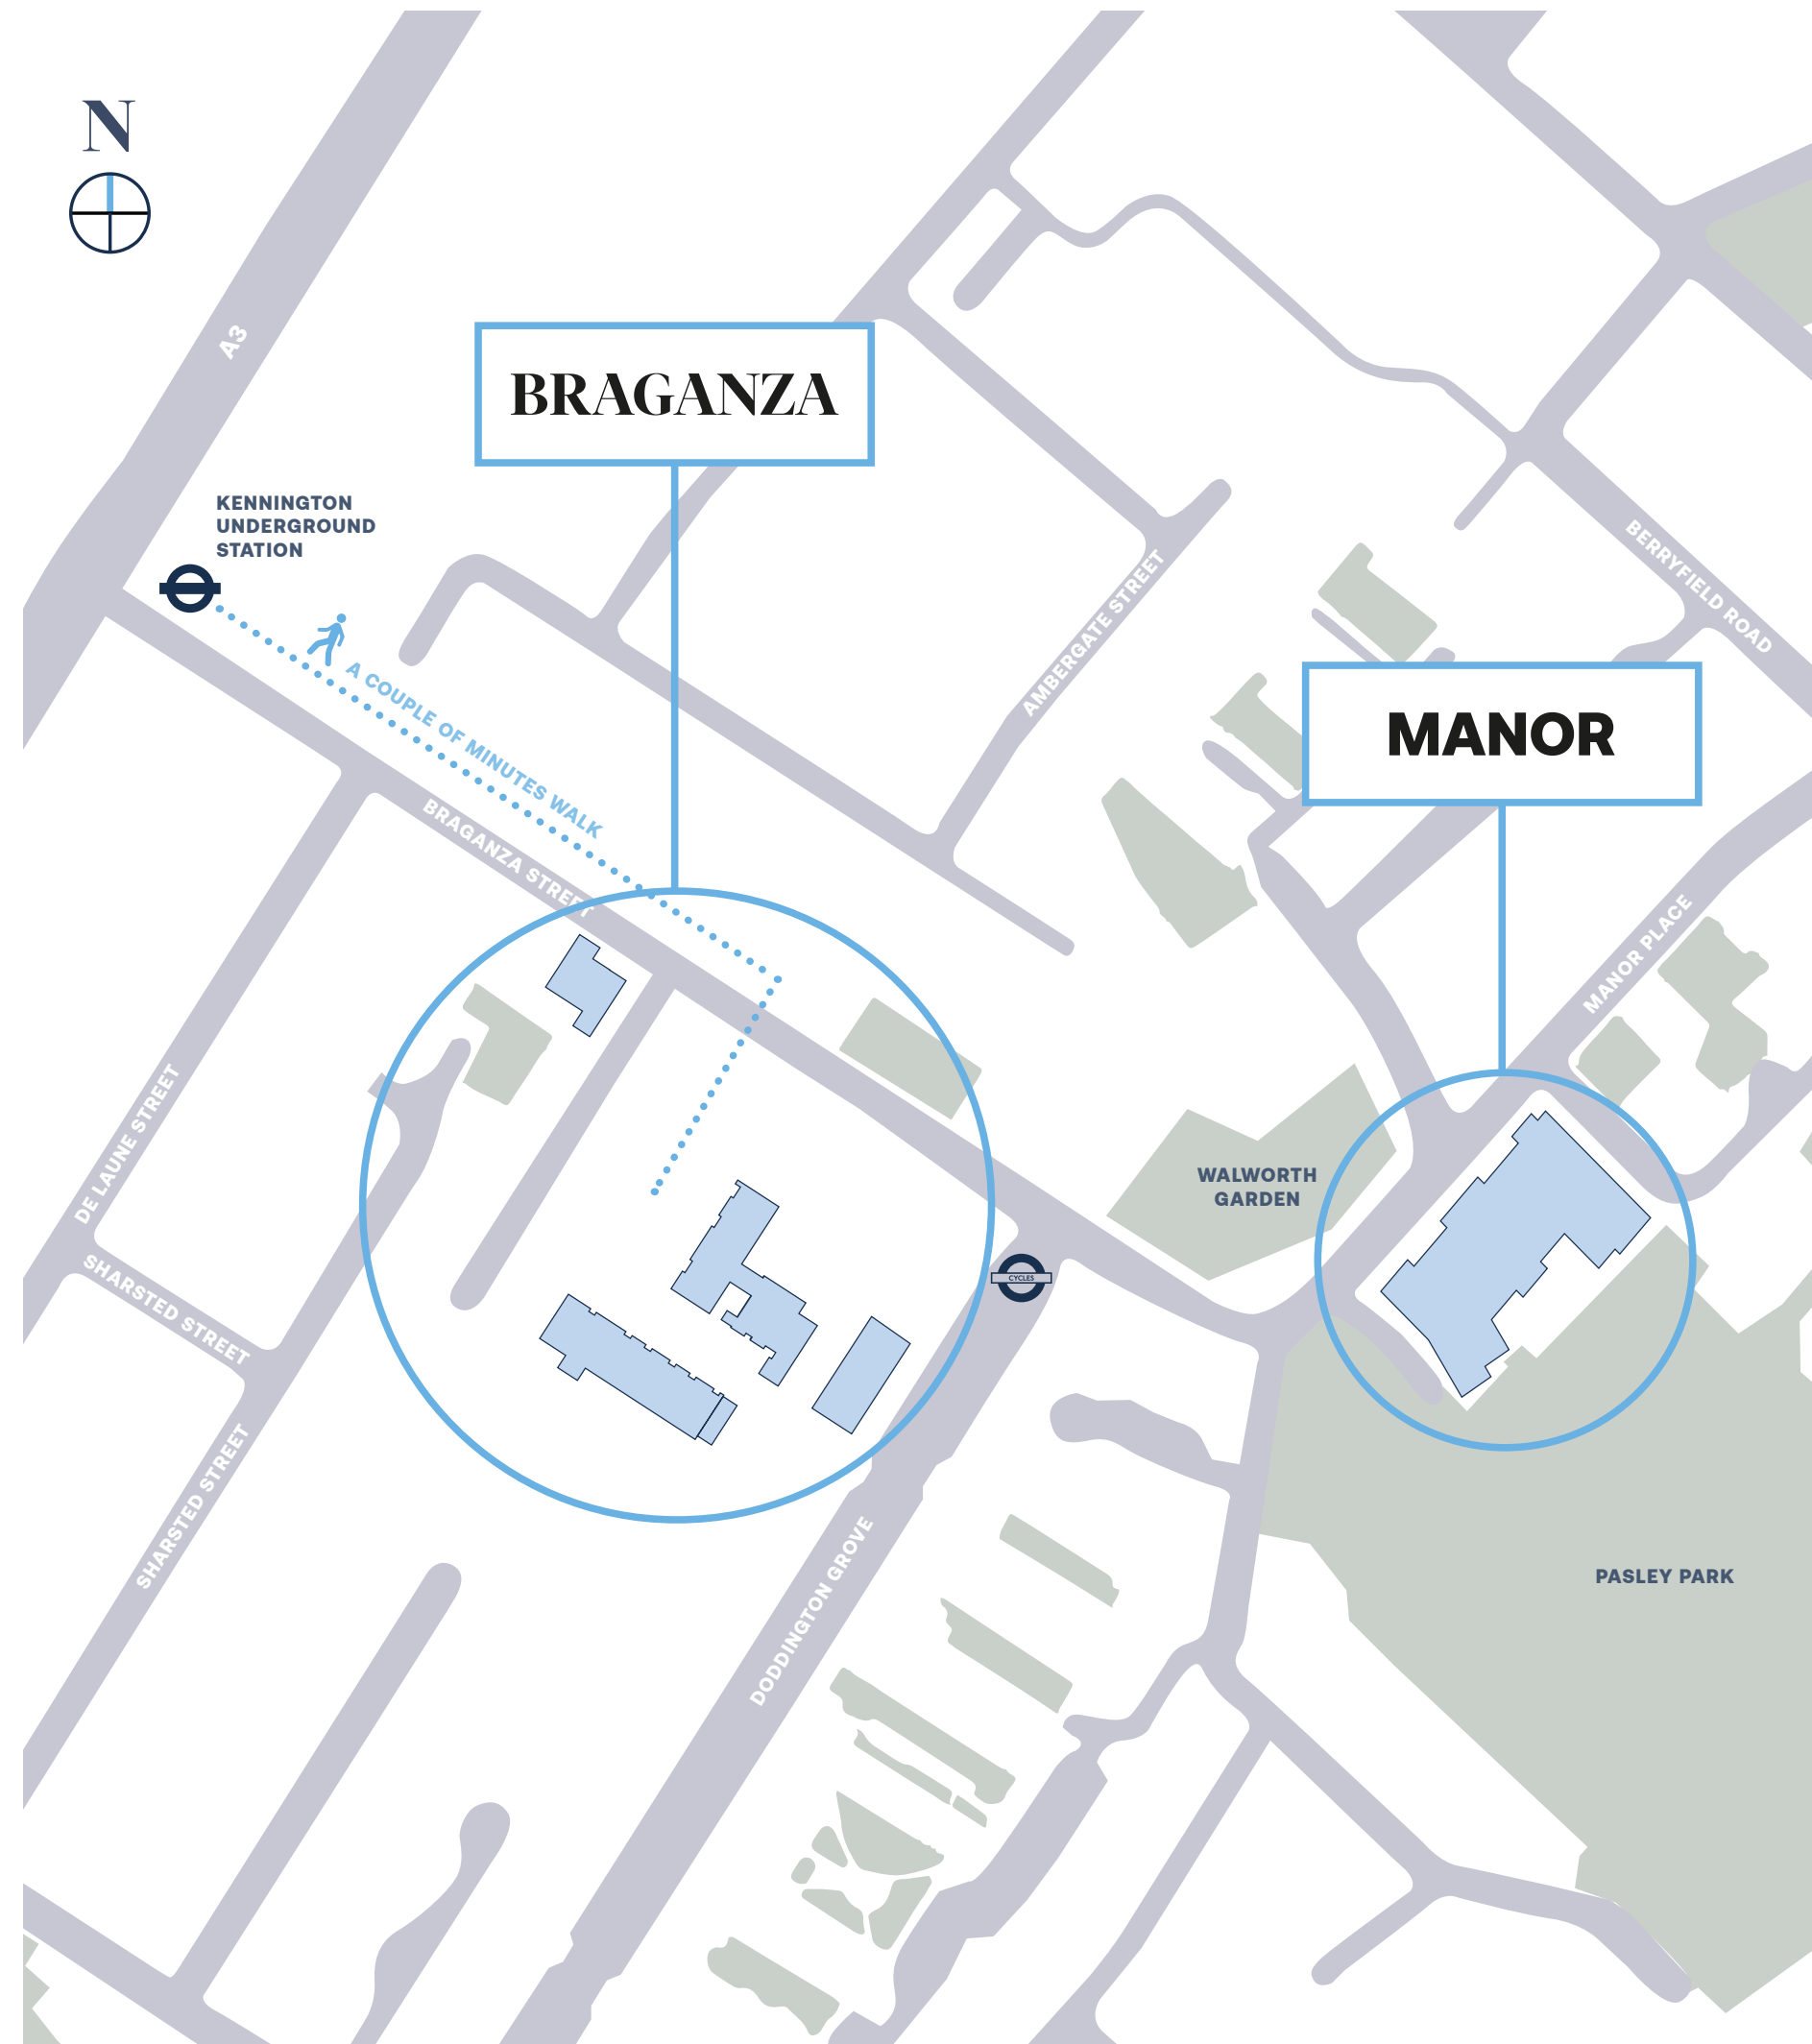 N
A3
BRAGANZA
KENNINGTON
UNDERGROUND
STATION
A COUPLE OF MINUTES WALK
BRAGANZA STREET
AMBERGATE STREET
BERRYFIELD ROAD
MANOR
MANOR PLACE
DE LAUNE STREET
WALWORTH
GARDEN
SHARSTED STREET
CYCLES
SHARSTED STREET
DODDINGTON GROVE
PASLEY PARK